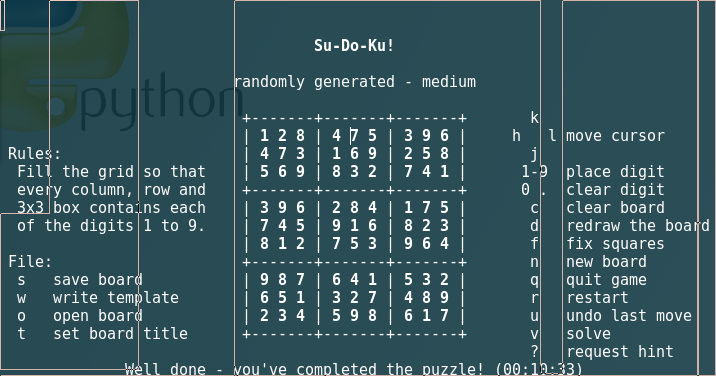 Su-Do-Ku!
randomly generated - medium
python
+-------+-------+-------+ k
| 1 2 8 | 4 7 5 | 3 9 6 | h l move cursor
Rules: | 4 7 3 | 1 6 9 | 2 5 8 | j
Fill the grid so that | 5 6 9 | 8 3 2 | 7 4 1 | 1-9 place digit
every column, row and +-------+-------+-------+ 0 . clear digit
3x3 box contains each | 3 9 6 | 2 8 4 | 1 7 5 | c clear board
of the digits 1 to 9. | 7 4 5 | 9 1 6 | 8 2 3 | d redraw the board
| 8 1 2 | 7 5 3 | 9 6 4 | f fix squares
File: +-------+-------+-------+ n new board
s save board | 9 8 7 | 6 4 1 | 5 3 2 | q quit game
w write template | 6 5 1 | 3 2 7 | 4 8 9 | r restart
o open board | 2 3 4 | 5 9 8 | 6 1 7 | u undo last move
t set board title +-------+-------+-------+ v solve
? request hint
Well done - you've completed the puzzle! (00:10:33)